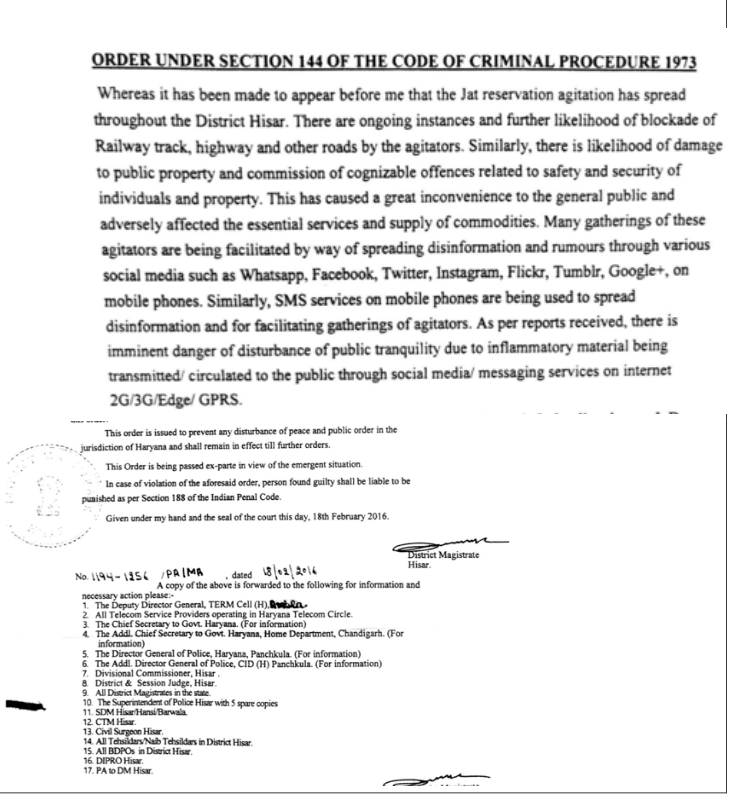 ORDER UNDER SECTION 144 OF THE CODE OF CRIMINAL PROCEDURE 1973
Whereas it has been made to appear before me that the Jat reservation agitation has spread
throughout the District Hisar. There are ongoing instances and further likelihood of blockade of
Railway track, highway and other roads by the agitators. Similarly, there is likelihood of damage
to public property and commission of cognizable offences related to safety and security of
individuals and property. This has caused a great inconvenience to the general public and
adversely affected the essential services and supply of commodities. Many gatherings of these
agitators are being facilitated by way of spreading disinformation and rumours through various
social media such as Whatsapp, Facebook, Twitter, Instagram, Flickr, Tumblr, Google+, on
mobile phones. Similarly, SMS services on mobile phones are being used to spread
disinformation and for facilitating gatherings of agitators. As per reports received, there is
imminent danger of disturbance of public tranquility due to inflammatory material being
transmitted/ circulated to the public through social media/ messaging services on internet
2G/3G/Edge/ GPRS.
This order is issued to prevent any disturbance of peace and public order in the
jurisdiction of Haryana and shall remain in effect till further orders.
This Order is being passed ex-parte in view of the emergent situation.
In case of violation of the aforesaid order, person found guilty shall be liable to be
punished as per Section 188 of the Indian Penal Code.
Given under my hand and the seal of the court this day, 18th February 2016.
District Magistrate
Hisar.
No. 1194-1256 /PA/MA , dated 18/02/2016
A copy of the above is forwarded to the following for information and
necessary action please:-
1. The Deputy Director General, TERM Cell (H),
2. All Telecom Service Providers operating in Haryana Telecom Circle.
3. The Chief Secretary to Govt. Haryana. (For information)
4. The Addl. Chief Secretary to Govt. Haryana, Home Department, Chandigarh. (For
information)
5. The Director General of Police, Haryana, Panchkula. (For information)
6. The Addl. Director General of Police, CID (H) Panchkula. (For information)
7. Divisional Commissioner, Hisar .
8. District & Session Judge, Hisar.
9. All District Magistrates in the state.
10. The Superintendent of Police Hisar with 5 spare copies
11. SDM Hisar/Hansi/Barwala.
12. CTM Hisar.
13. Civil Surgeon Hisar.
14. All Tehsildars/Naib Tehsildars in District Hisar.
15. All BDPOs in District Hisar.
16. DIPRO Hisar.
17. PA to DM Hisar.